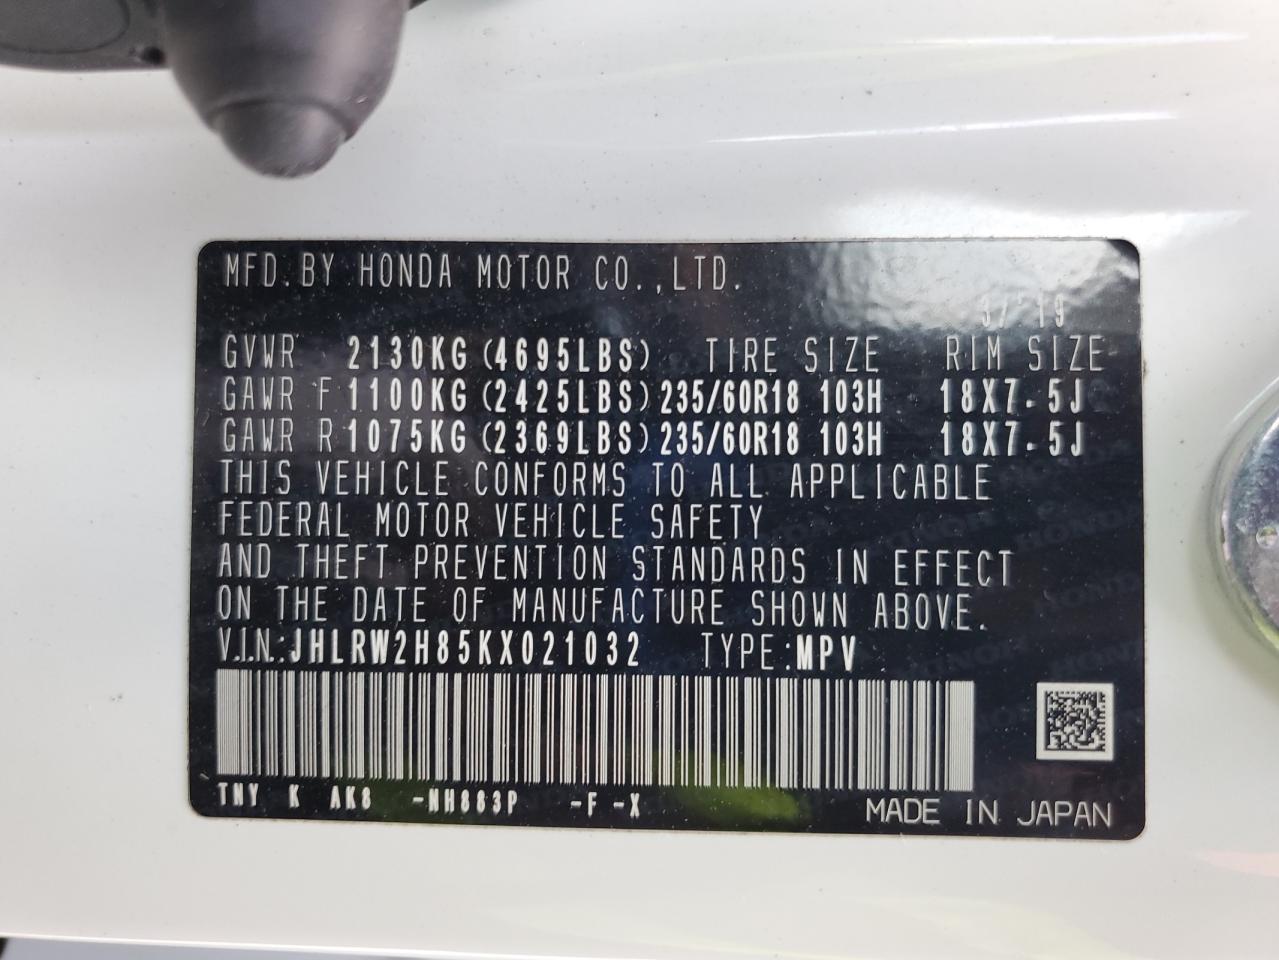 MFD. BY HONDA MOTOR CO., LTD.
3/'19
GVWR 2130KG (4695LBS) TIRE SIZE RIM SIZE
GAWR F 1100KG (2425LBS) 235/60R18 103H 18X7.5J
GAWR R 1075KG (2369LBS) 235/60R18 103H 18X7.5J
THIS VEHICLE CONFORMS TO ALL APPLICABLE
FEDERAL MOTOR VEHICLE SAFETY
AND THEFT PREVENTION STANDARDS IN EFFECT
ON THE DATE OF MANUFACTURE SHOWN ABOVE.
V.I.N.:JHLRW2H85KX021032 TYPE:MPV
TNY K AK8 -NH883P -F -X
MADE IN JAPAN